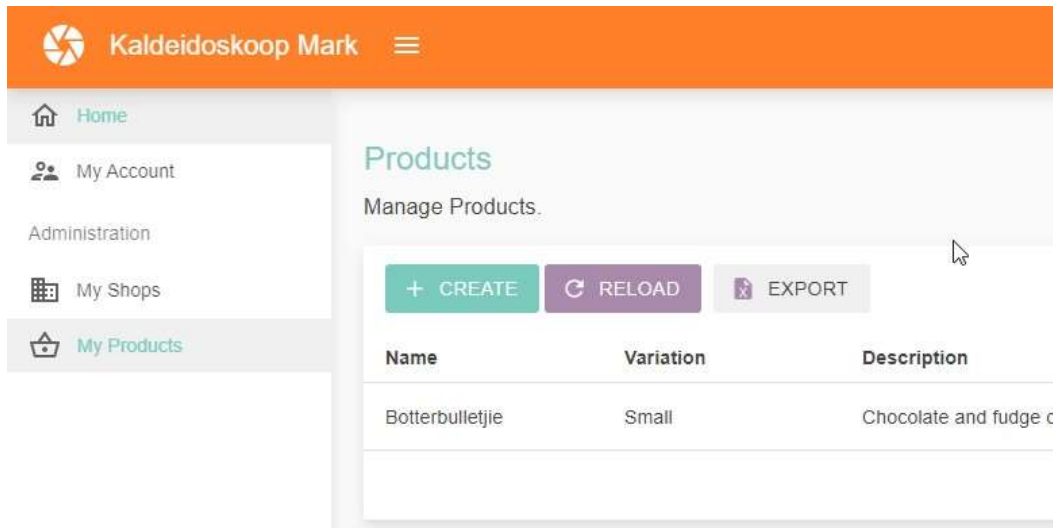 Kaldeidoskoop Mark
Home
My Account
Administration
My Shops
My Products
Products
Manage Products.
+ CREATE RELOAD EXPORT
Name Variation Description
Botterbulletjie Small Chocolate and fudge